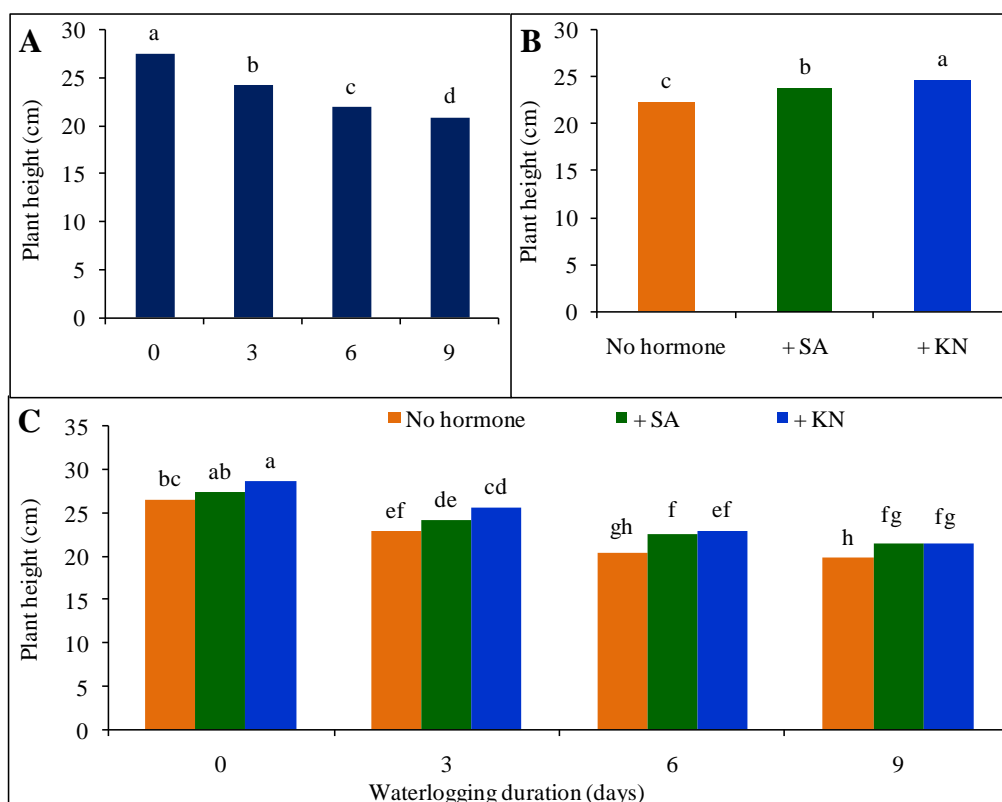 A
Plant height (cm)
30
25
20
15
10
5
0
a
b
c
d
0 3 6 9
B
Plant height (cm)
30
25
20
15
10
5
0
c
b
a
No hormone + SA + KN
C
No hormone + SA + KN
Plant height (cm)
35
30
25
20
15
10
5
0
bc ab a
ef de cd
gh f ef
h fg fg
0 3 6 9
Waterlogging duration (days)